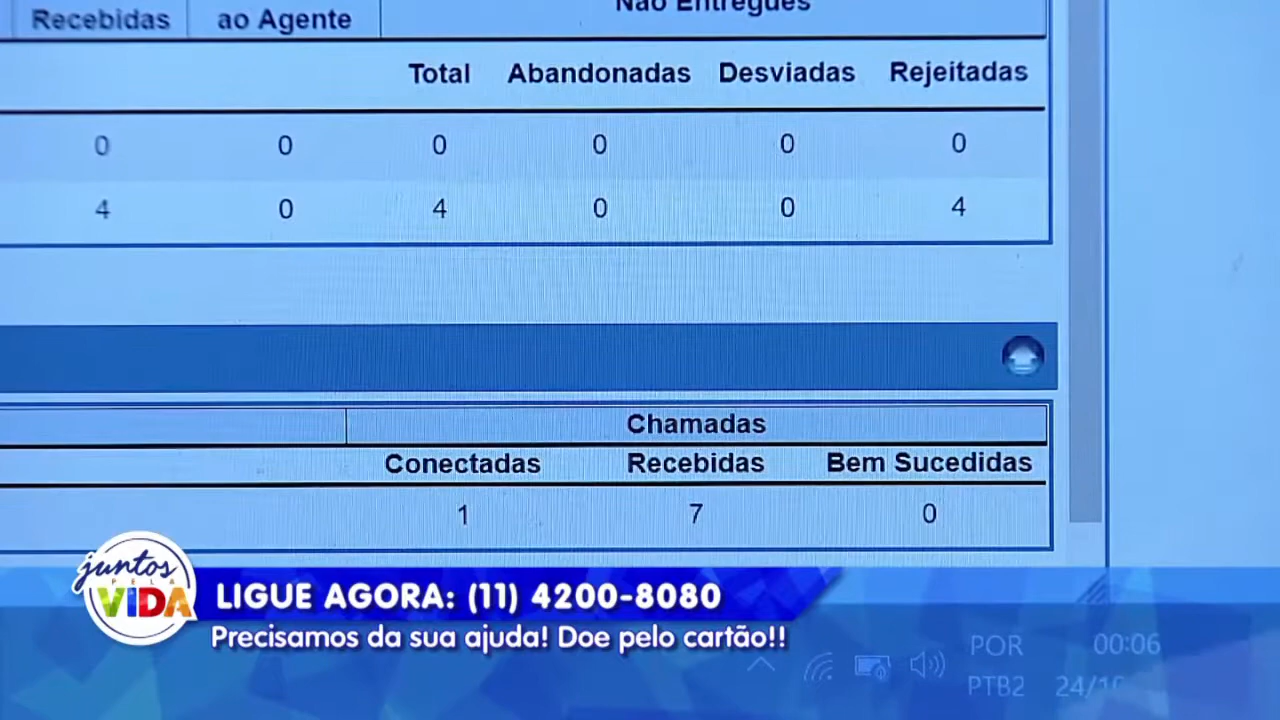 Recebidas ao Agente Não Entregues
Total Abandonadas Desviadas Rejeitadas
0 0 0 0 0 0
4 0 4 0 0 4
Chamadas
Conectadas Recebidas Bem Sucedidas
1 7 0
juntos
PELA
VIDA
LIGUE AGORA: (11) 4200-8080
Precisamos da sua ajuda! Doe pelo cartão!!
POR 00:06
PTB2